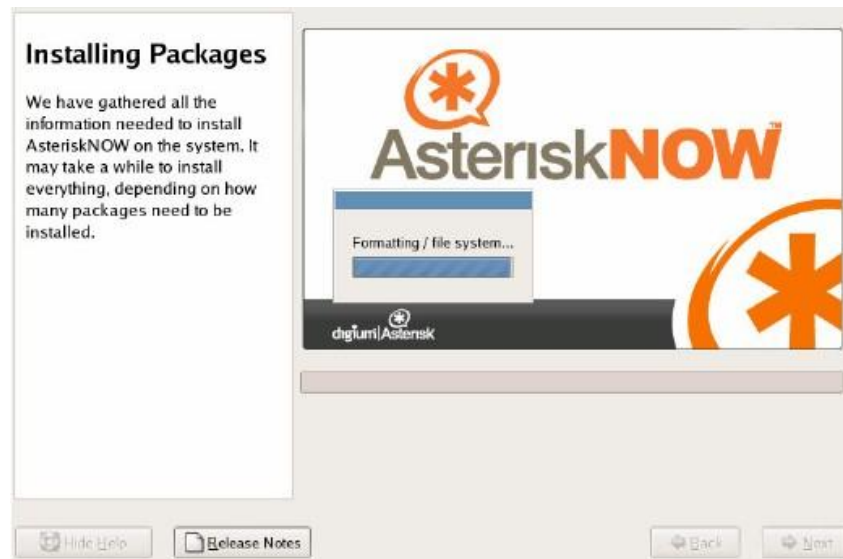 Installing Packages
We have gathered all the
information needed to install
AsteriskNOW on the system. It
may take a while to install
everything, depending on how
many packages need to be
installed.
AsterıskNOW™
Formatting / file system...
digium|Asterisk
Hide Help
Release Notes
Back
Next